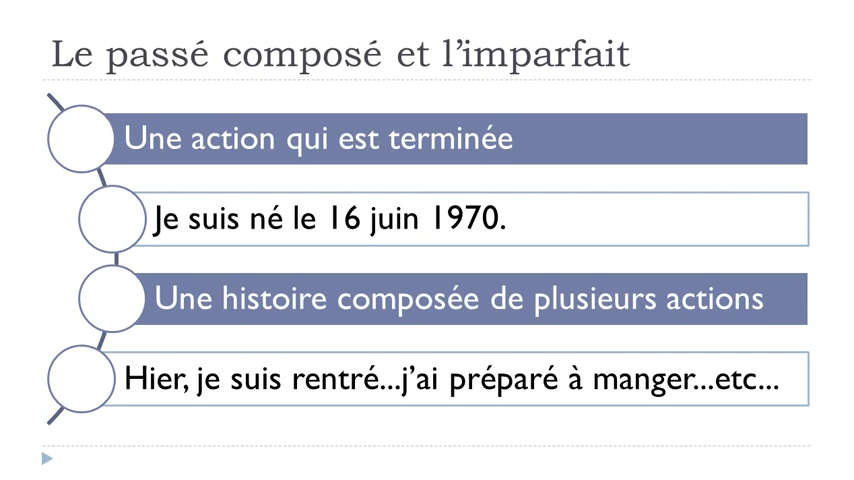 Le passé composé et l’imparfait
Une action qui est terminée
Je suis né le 16 juin 1970.
Une histoire composée de plusieurs actions
Hier, je suis rentré...j’ai préparé à manger...etc...